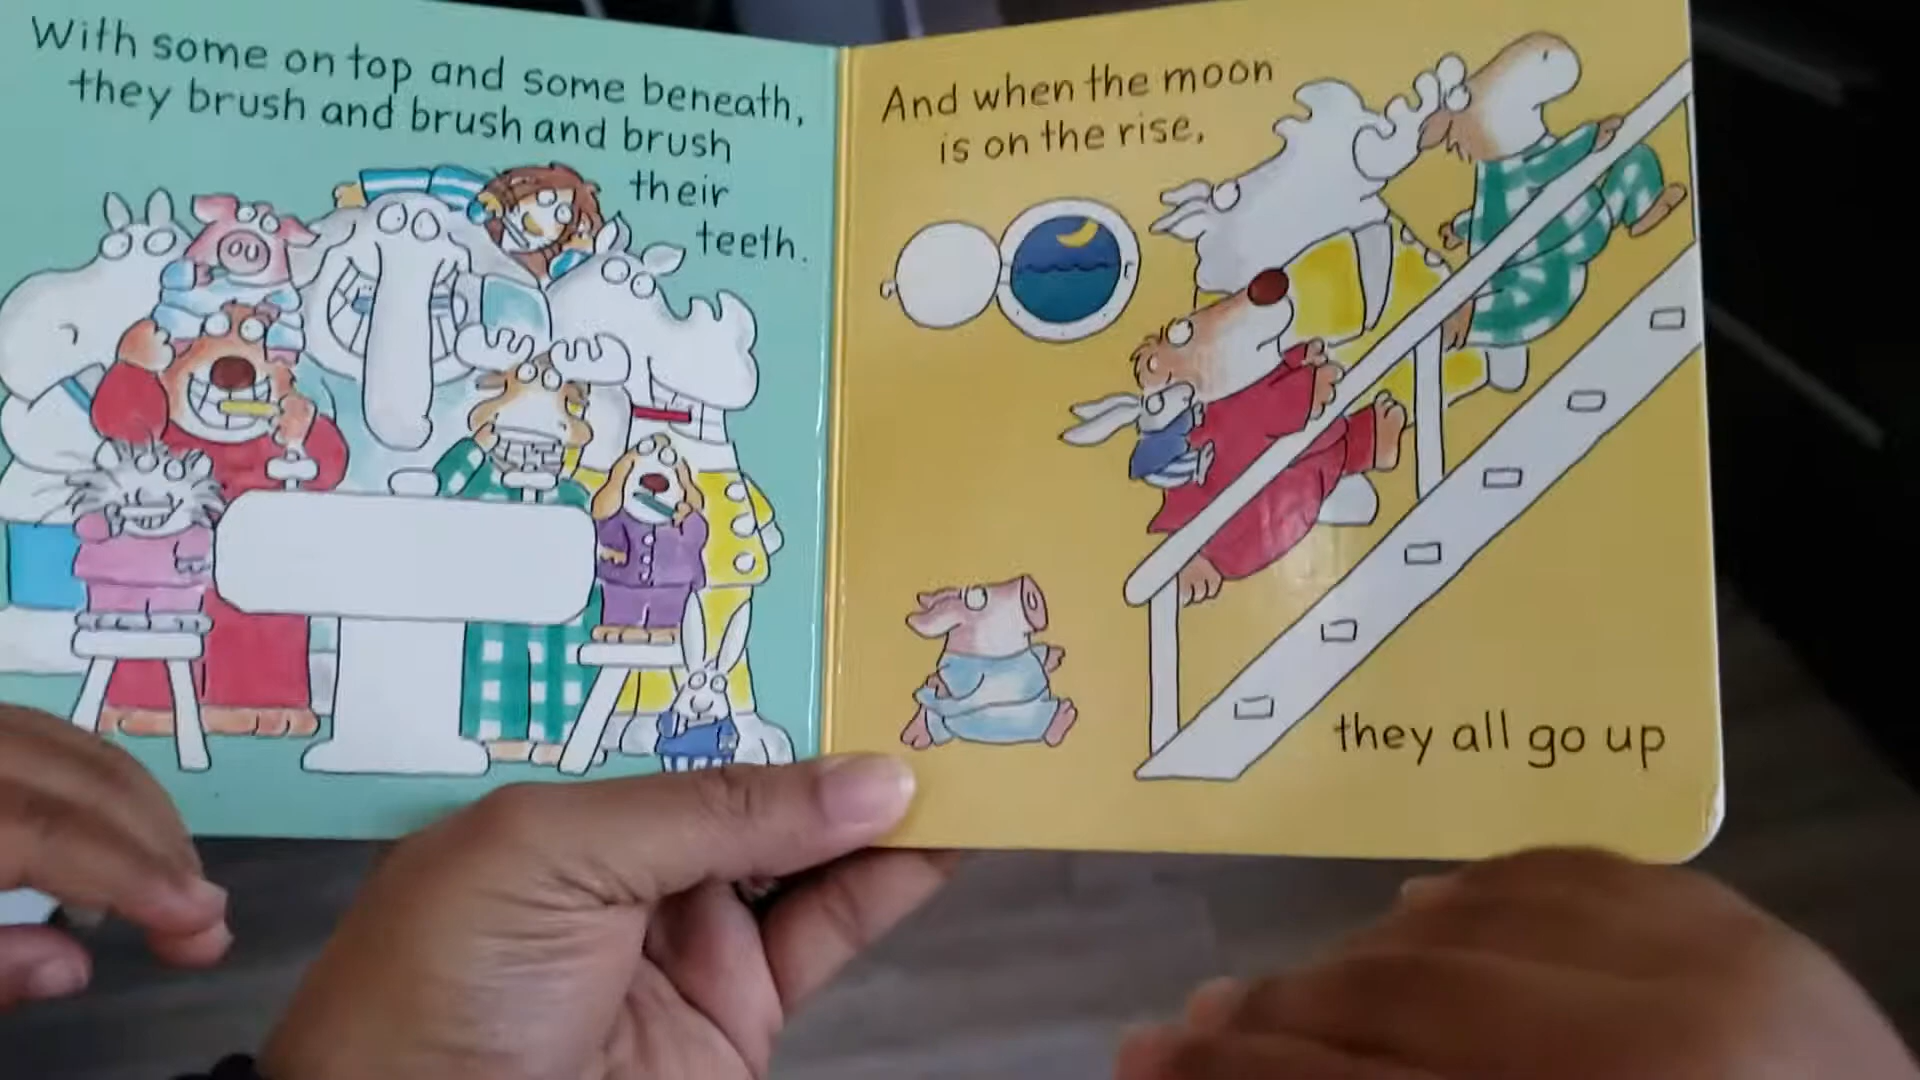 With some on top and some beneath,
they brush and brush and brush
their
teeth.
And when the moon
is on the rise,
they all go up